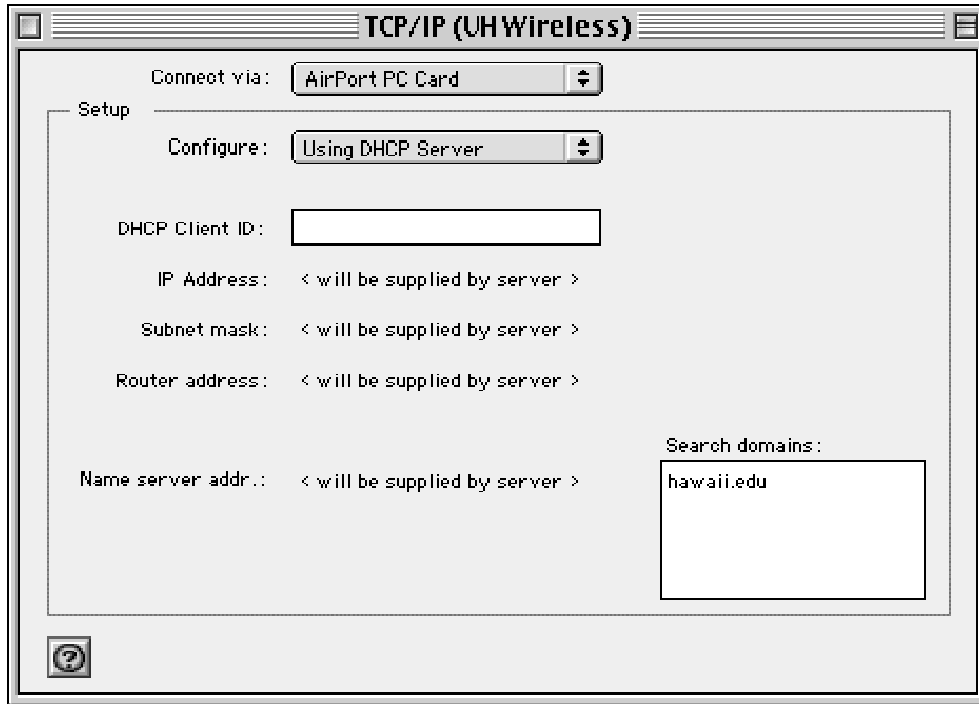 TCP/IP (UH Wireless)
Connect via: AirPort PC Card
Setup
Configure: Using DHCP Server
DHCP Client ID:
IP Address: < will be supplied by server >
Subnet mask: < will be supplied by server >
Router address: < will be supplied by server >
Search domains:
Name server addr.: < will be supplied by server > hawaii.edu
?